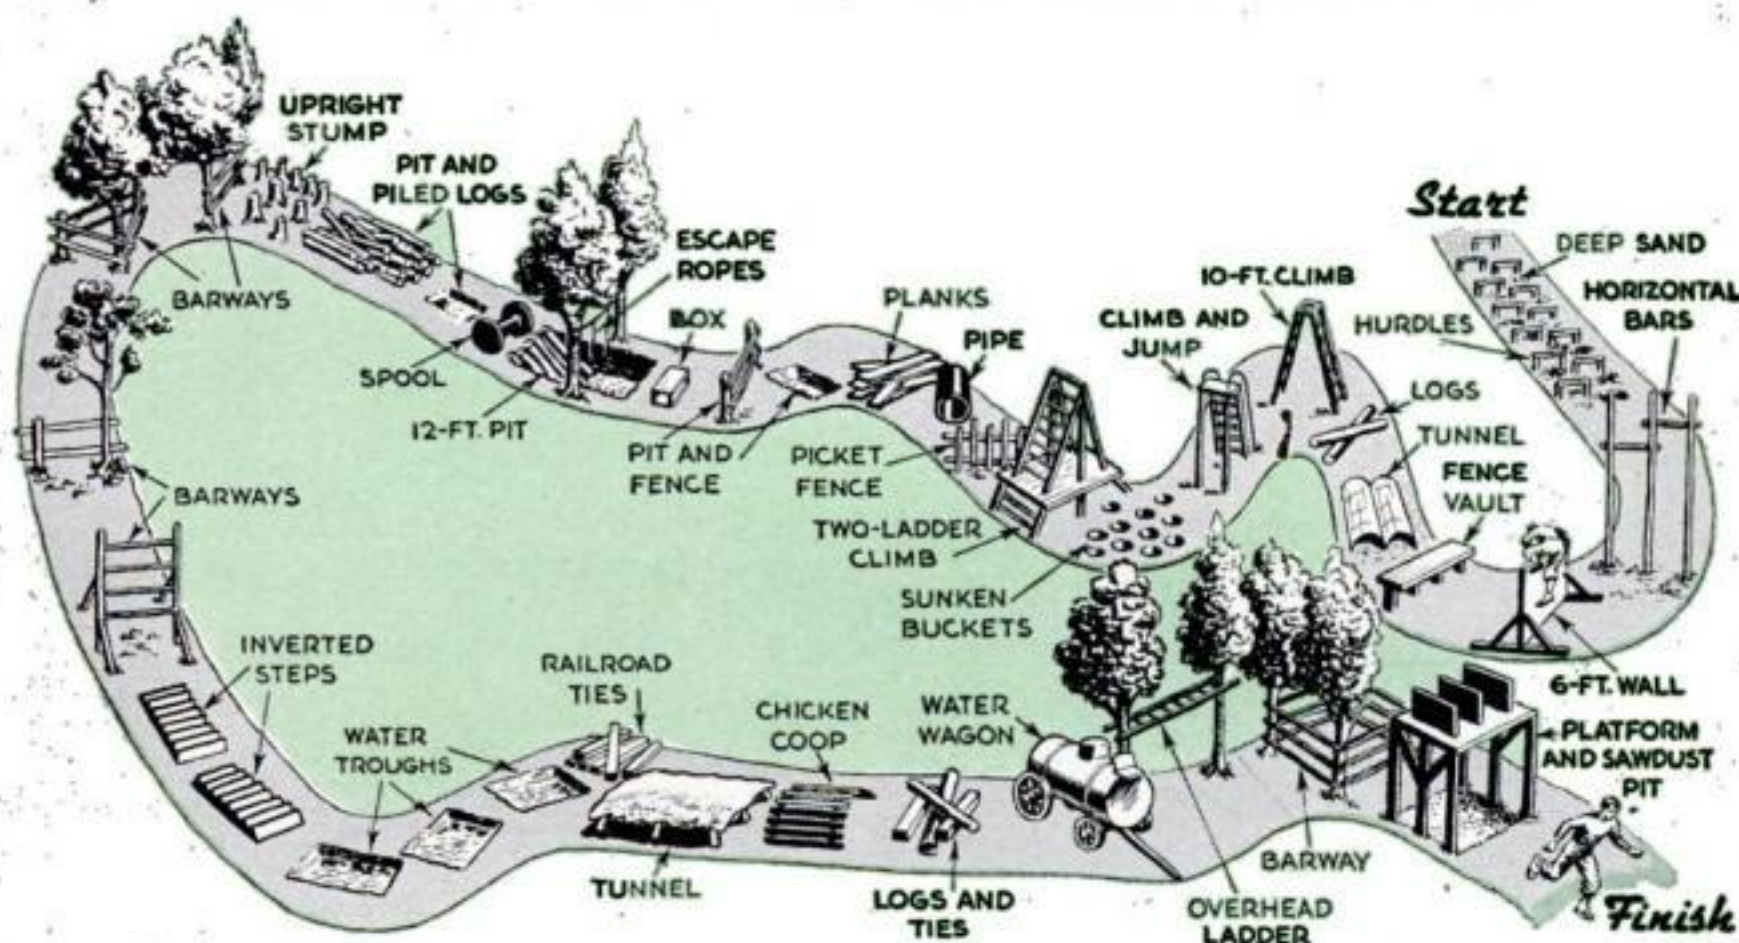 UPRIGHT
STUMP
PIT AND
PILED LOGS
ESCAPE
ROPES
BARWAYS
SPOOL
12-FT. PIT
BOX
PLANKS
PIPE
PIT AND
FENCE
PICKET
FENCE
TWO-LADDER
CLIMB
SUNKEN
BUCKETS
CLIMB AND
JUMP
10-FT. CLIMB
Start
DEEP SAND
HORIZONTAL
BARS
HURDLES
LOGS
TUNNEL
FENCE
VAULT
6-FT. WALL
BARWAYS
INVERTED
STEPS
WATER
TROUGHS
RAILROAD
TIES
TUNNEL
CHICKEN
COOP
LOGS AND
TIES
WATER
WAGON
OVERHEAD
LADDER
BARWAY
PLATFORM
AND SAWDUST
PIT
Finish